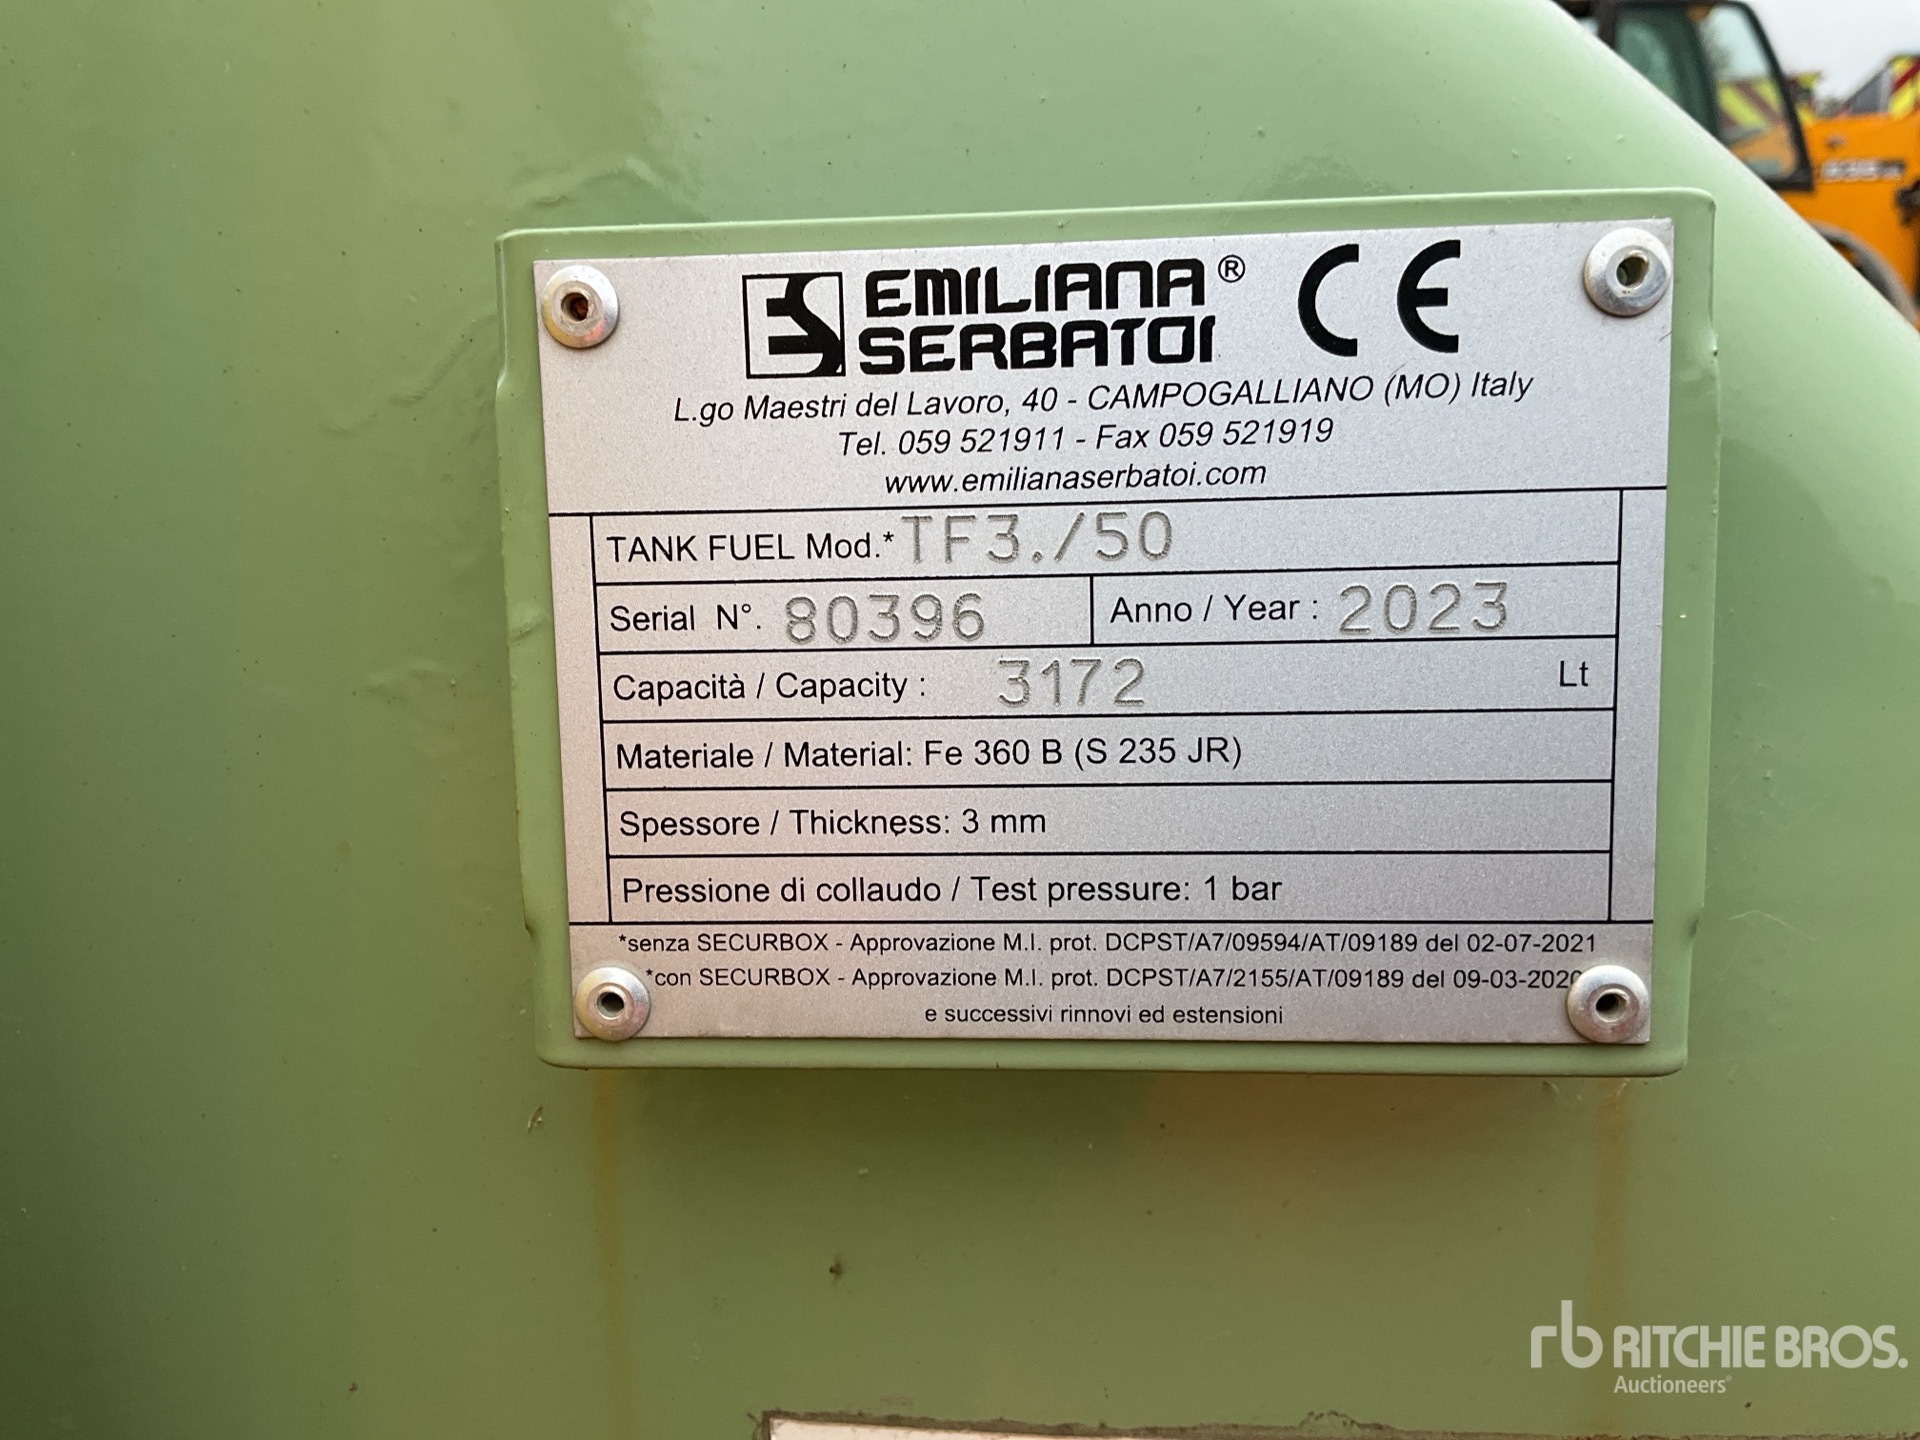 EMILIANA® CE
SERBATOI
L.go Maestri del Lavoro, 40 - CAMPOGALLIANO (MO) Italy
Tel. 059 521911 - Fax 059 521919
www.emilianaserbatoi.com
TANK FUEL Mod.* TF3./50
Serial N°. 80396 Anno / Year : 2023
Capacità / Capacity : 3172 Lt
Materiale / Material: Fe 360 B (S 235 JR)
Spessore / Thickness: 3 mm
Pressione di collaudo / Test pressure: 1 bar
*senza SECURBOX - Approvazione M.I. prot. DCPST/A7/09594/AT/09189 del 02-07-2021
*con SECURBOX - Approvazione M.I. prot. DCPST/A7/2155/AT/09189 del 09-03-2020
e successivi rinnovi ed estensioni
rb RITCHIE BROS.
Auctioneers